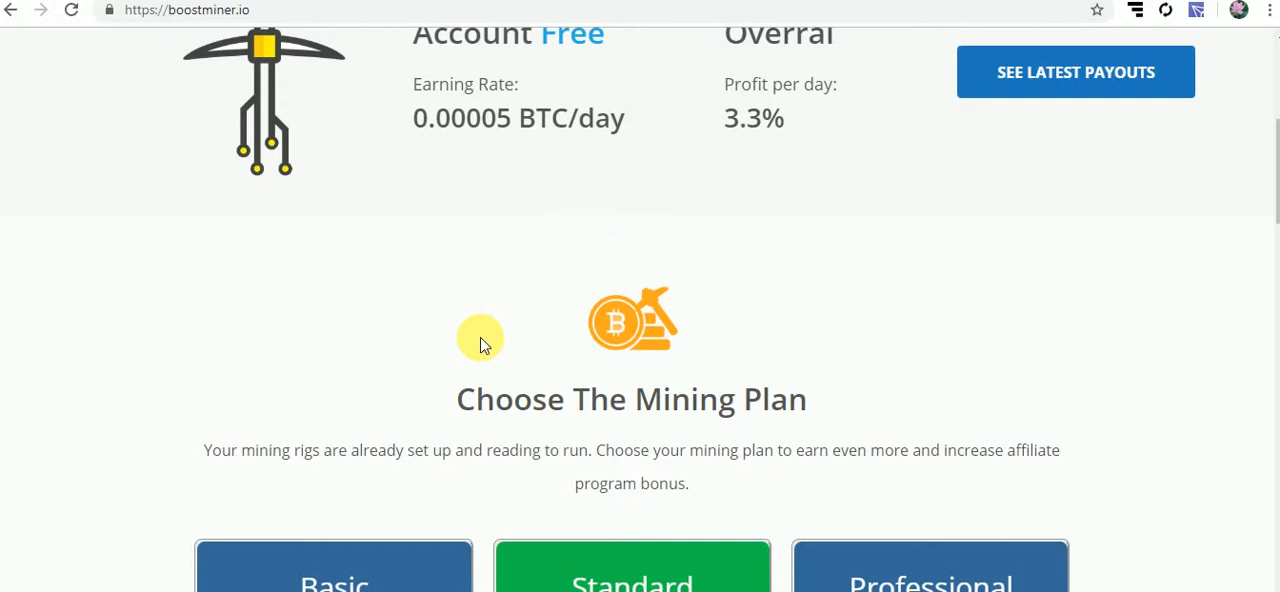 https://boostminer.io
Account Free
Overral
Earning Rate:
Profit per day:
0.00005 BTC/day
3.3%
SEE LATEST PAYOUTS
Choose The Mining Plan
Your mining rigs are already set up and reading to run. Choose your mining plan to earn even more and increase affiliate
program bonus.
Basic
Standard
Professional